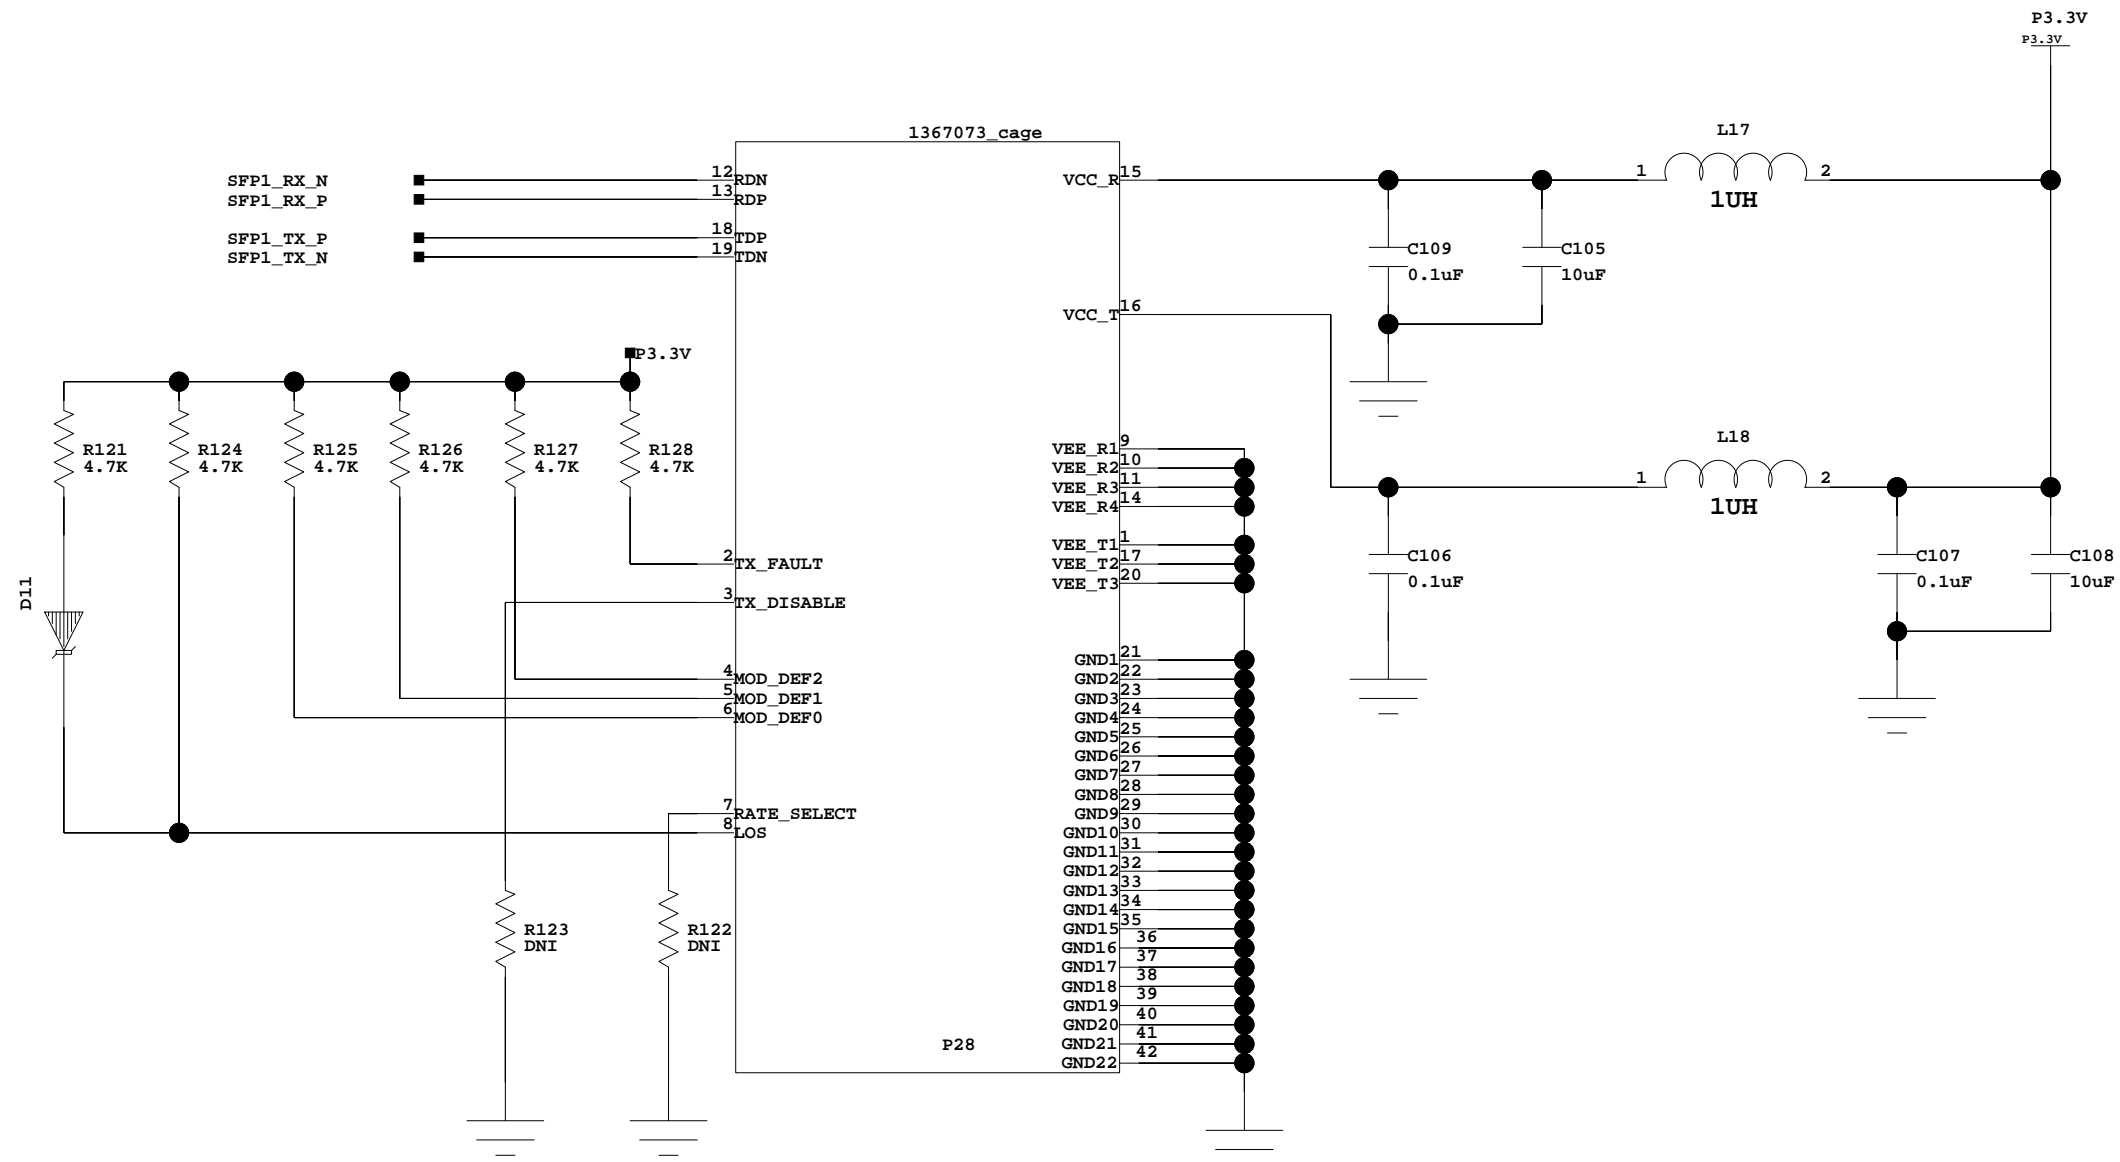 P3.3V
P3.3V
1367073_cage
L17
1UH
1
2
SFP1_RX_N
SFP1_RX_P
SFP1_TX_P
SFP1_TX_N
12
RDN
13
RDP
18
TDP
19
TDN
VCC_R
15
C109
0.1uF
C105
10uF
VCC_T
16
P3.3V
R121
4.7K
R124
4.7K
R125
4.7K
R126
4.7K
R127
4.7K
R128
4.7K
L18
1UH
1
2
VEE_R1
9
VEE_R2
10
VEE_R3
11
VEE_R4
14
VEE_T1
1
VEE_T2
17
VEE_T3
20
C106
0.1uF
C107
0.1uF
C108
10uF
D11
2
TX_FAULT
3
TX_DISABLE
4
MOD_DEF2
5
MOD_DEF1
6
MOD_DEF0
7
RATE_SELECT
8
LOS
GND1
21
GND2
22
GND3
23
GND4
24
GND5
25
GND6
26
GND7
27
GND8
28
GND9
29
GND10
30
GND11
31
GND12
32
GND13
33
GND14
34
GND15
35
GND16
36
GND17
37
GND18
38
GND19
39
GND20
40
GND21
41
GND22
42
R123
DNI
R122
DNI
P28